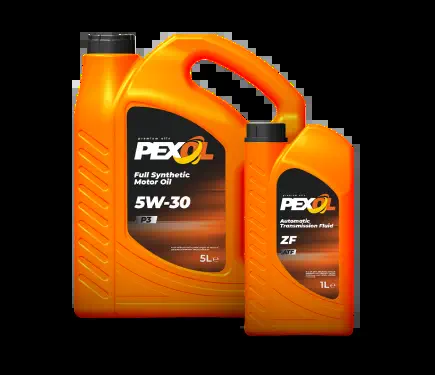 premium oils
PEXOL
Full Synthetic
Motor Oil
5W-30
P3
5L e
premium oils
PEXOL
Automatic
Transmission Fluid
ZF
ATF
1L e